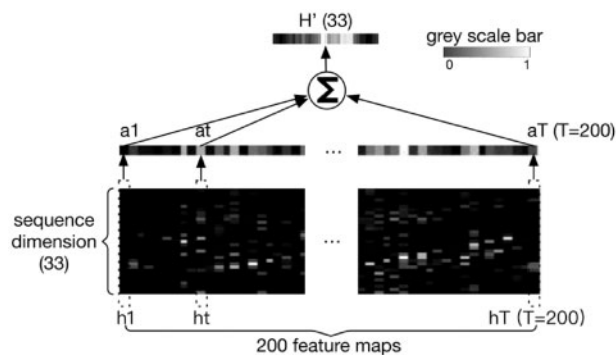 H' (33)
grey scale bar
0 1
Σ
a1 at aT (T=200)
...
sequence
dimension
(33)
...
h1 ht hT (T=200)
200 feature maps